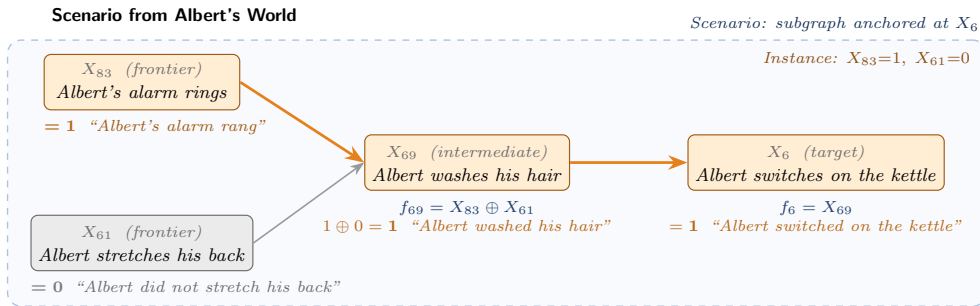 Scenario from Albert's World
Scenario: subgraph anchored at X₆
Instance: X₈₃=1, X₆₁=0
X₈₃ (frontier)
Albert's alarm rings
= 1 “Albert's alarm rang”
X₆₉ (intermediate)
Albert washes his hair
f₆₉ = X₈₃ ⊕ X₆₁
1 ⊕ 0 = 1 “Albert washed his hair”
X₆ (target)
Albert switches on the kettle
f₆ = X₆₉
= 1 “Albert switched on the kettle”
X₆₁ (frontier)
Albert stretches his back
= 0 “Albert did not stretch his back”